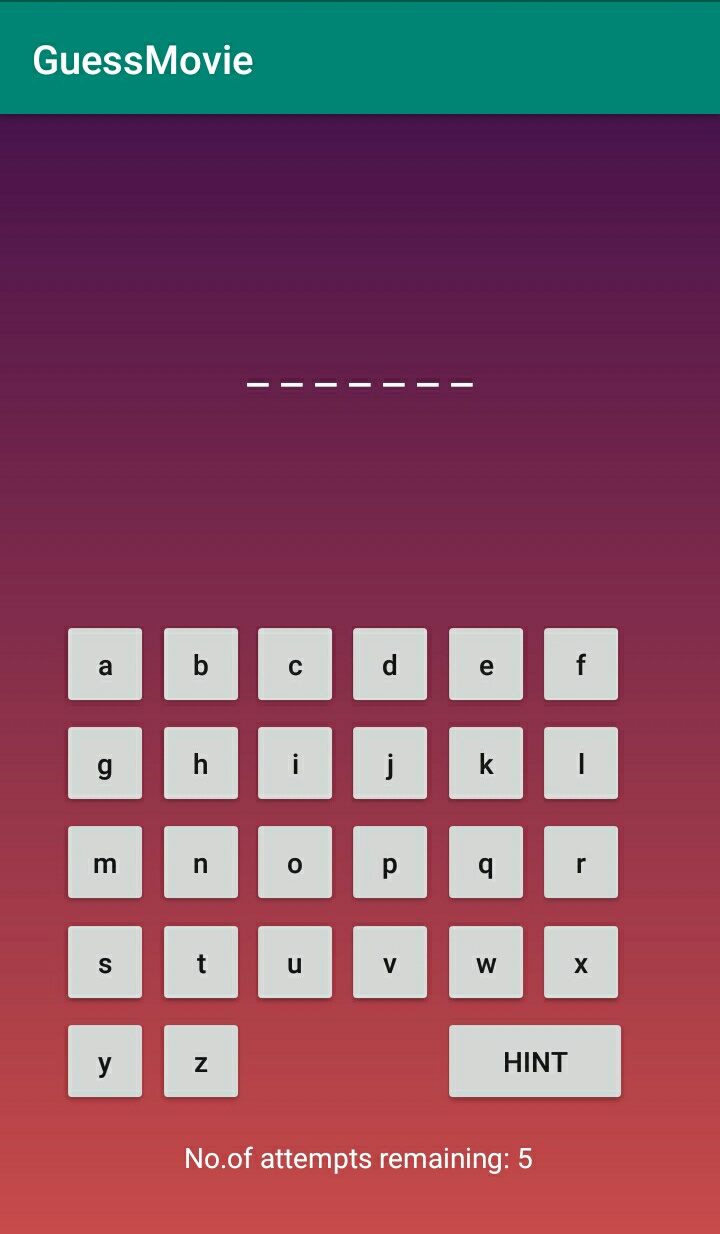 GuessMovie
_ _ _ _ _ _ _
a b c d e f
g h i j k l
m n o p q r
s t u v w x
y z HINT
No.of attempts remaining: 5